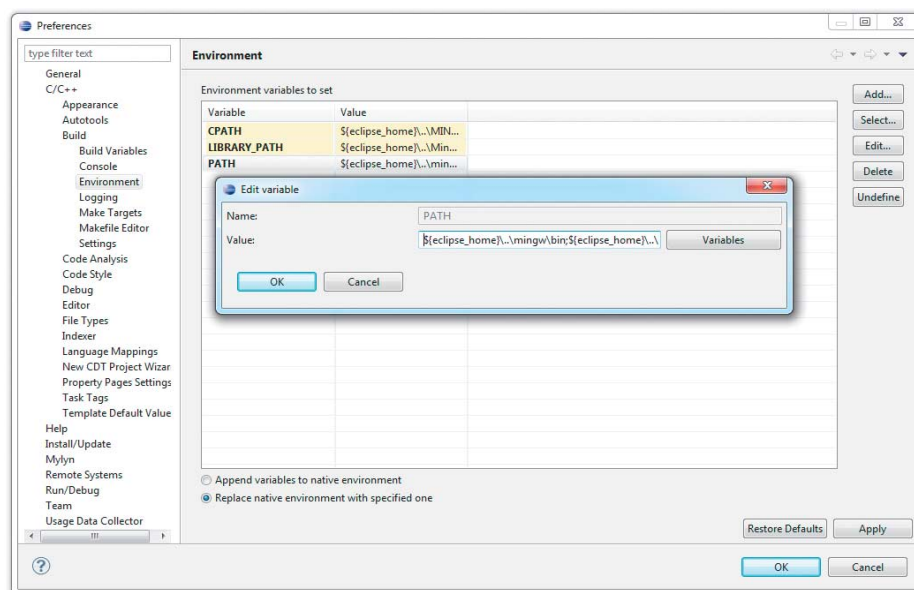 Preferences
type filter text
Environment
General
C/C++
Appearance
Autotools
Build
Build Variables
Console
Environment
Logging
Make Targets
Makefile Editor
Settings
Code Analysis
Code Style
Debug
Editor
File Types
Indexer
Language Mappings
New CDT Project Wizar
Property Pages Settings
Task Tags
Template Default Value
Help
Install/Update
Mylyn
Remote Systems
Run/Debug
Team
Usage Data Collector
Environment variables to set
Variable Value
CPATH ${eclipse_home}\..\MIN...
LIBRARY_PATH ${eclipse_home}\..\Min...
PATH ${eclipse_home}\..\min...
Add...
Select...
Edit...
Delete
Undefine
Edit variable
Name: PATH
Value: ${eclipse_home}\..\mingw\bin;${eclipse_home}\..\ Variables
OK Cancel
Append variables to native environment
Replace native environment with specified one
Restore Defaults Apply
? OK Cancel